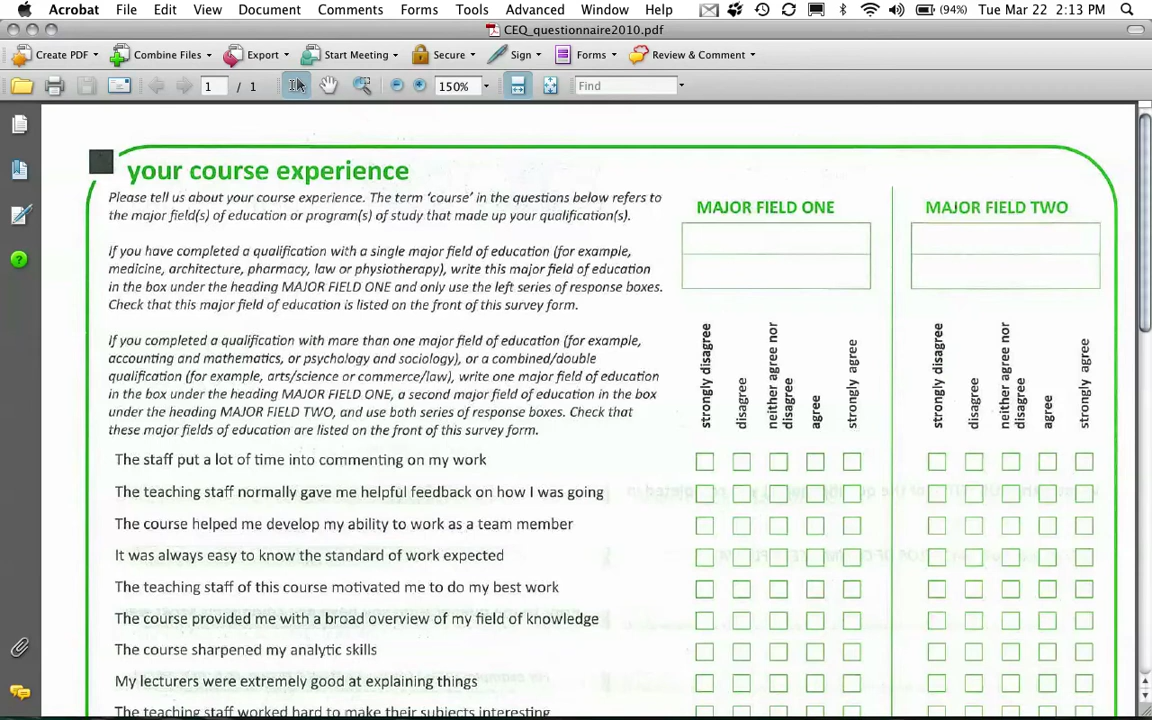 Acrobat File Edit View Document Comments Forms Tools Advanced Window Help (94%) Tue Mar 22 2:13 PM
CEQ_questionnaire2010.pdf
Create PDF Combine Files Export Start Meeting Secure Sign Forms Review & Comment
1 / 1 150% Find
your course experience
Please tell us about your course experience. The term ‘course’ in the questions below refers to
the major field(s) of education or program(s) of study that made up your qualification(s).
If you have completed a qualification with a single major field of education (for example,
medicine, architecture, pharmacy, law or physiotherapy), write this major field of education
in the box under the heading MAJOR FIELD ONE and only use the left series of response boxes.
Check that this major field of education is listed on the front of this survey form.
If you completed a qualification with more than one major field of education (for example,
accounting and mathematics, or psychology and sociology), or a combined/double
qualification (for example, arts/science or commerce/law), write one major field of education
in the box under the heading MAJOR FIELD ONE, a second major field of education in the box
under the heading MAJOR FIELD TWO, and use both series of response boxes. Check that
these major fields of education are listed on the front of this survey form.
MAJOR FIELD ONE
strongly disagree
disagree
neither agree nor
disagree
agree
strongly agree
MAJOR FIELD TWO
strongly disagree
disagree
neither agree nor
disagree
agree
strongly agree
The staff put a lot of time into commenting on my work
The teaching staff normally gave me helpful feedback on how I was going
The course helped me develop my ability to work as a team member
It was always easy to know the standard of work expected
The teaching staff of this course motivated me to do my best work
The course provided me with a broad overview of my field of knowledge
The course sharpened my analytic skills
My lecturers were extremely good at explaining things
The teaching staff worked hard to make their subjects interesting